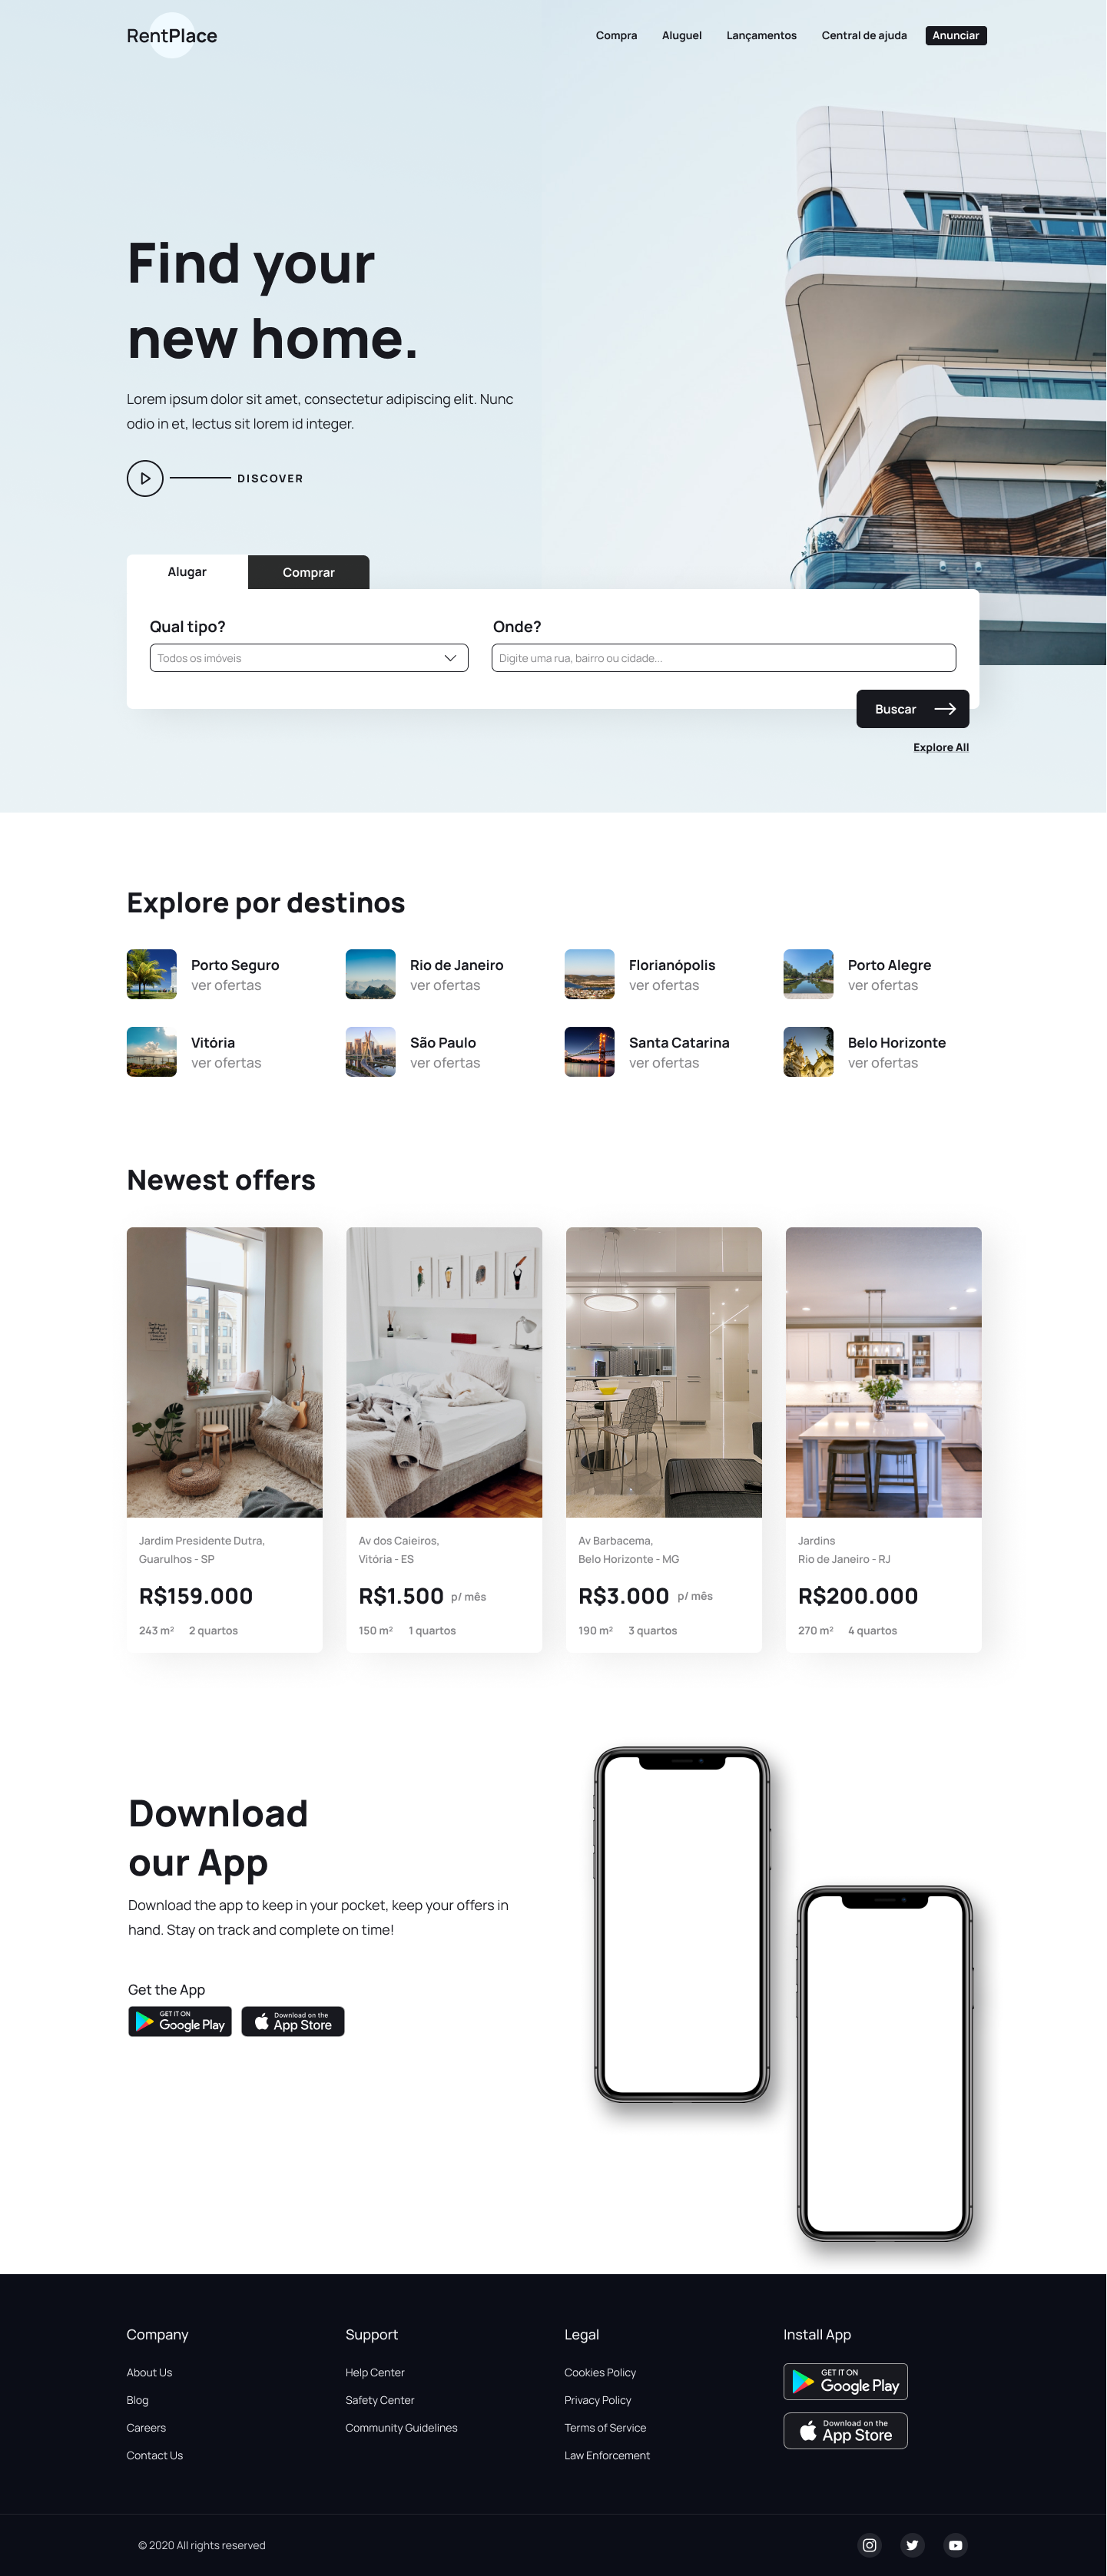 RentPlace
Compra Aluguel Lançamentos Central de ajuda Anunciar
Find your
new home.
Lorem ipsum dolor sit amet, consectetur adipiscing elit. Nunc
odio in et, lectus sit lorem id integer.
DISCOVER
Alugar Comprar
Qual tipo? Onde?
Todos os imóveis Digite uma rua, bairro ou cidade...
Buscar
Explore All
Explore por destinos
Porto Seguro Rio de Janeiro Florianópolis Porto Alegre
ver ofertas ver ofertas ver ofertas ver ofertas
Vitória São Paulo Santa Catarina Belo Horizonte
ver ofertas ver ofertas ver ofertas ver ofertas
Newest offers
Jardim Presidente Dutra,
Guarulhos - SP
R$159.000
243 m² 2 quartos
Av dos Caieiros,
Vitória - ES
R$1.500 p/ mês
150 m² 1 quartos
Av Barbacema,
Belo Horizonte - MG
R$3.000 p/ mês
190 m² 3 quartos
Jardins
Rio de Janeiro - RJ
R$200.000
270 m² 4 quartos
Download
our App
Download the app to keep in your pocket, keep your offers in
hand. Stay on track and complete on time!
Get the App
GET IT ON
Google Play
Download on the
App Store
Company
About Us
Blog
Careers
Contact Us
Support
Help Center
Safety Center
Community Guidelines
Legal
Cookies Policy
Privacy Policy
Terms of Service
Law Enforcement
Install App
GET IT ON
Google Play
Download on the
App Store
© 2020 All rights reserved